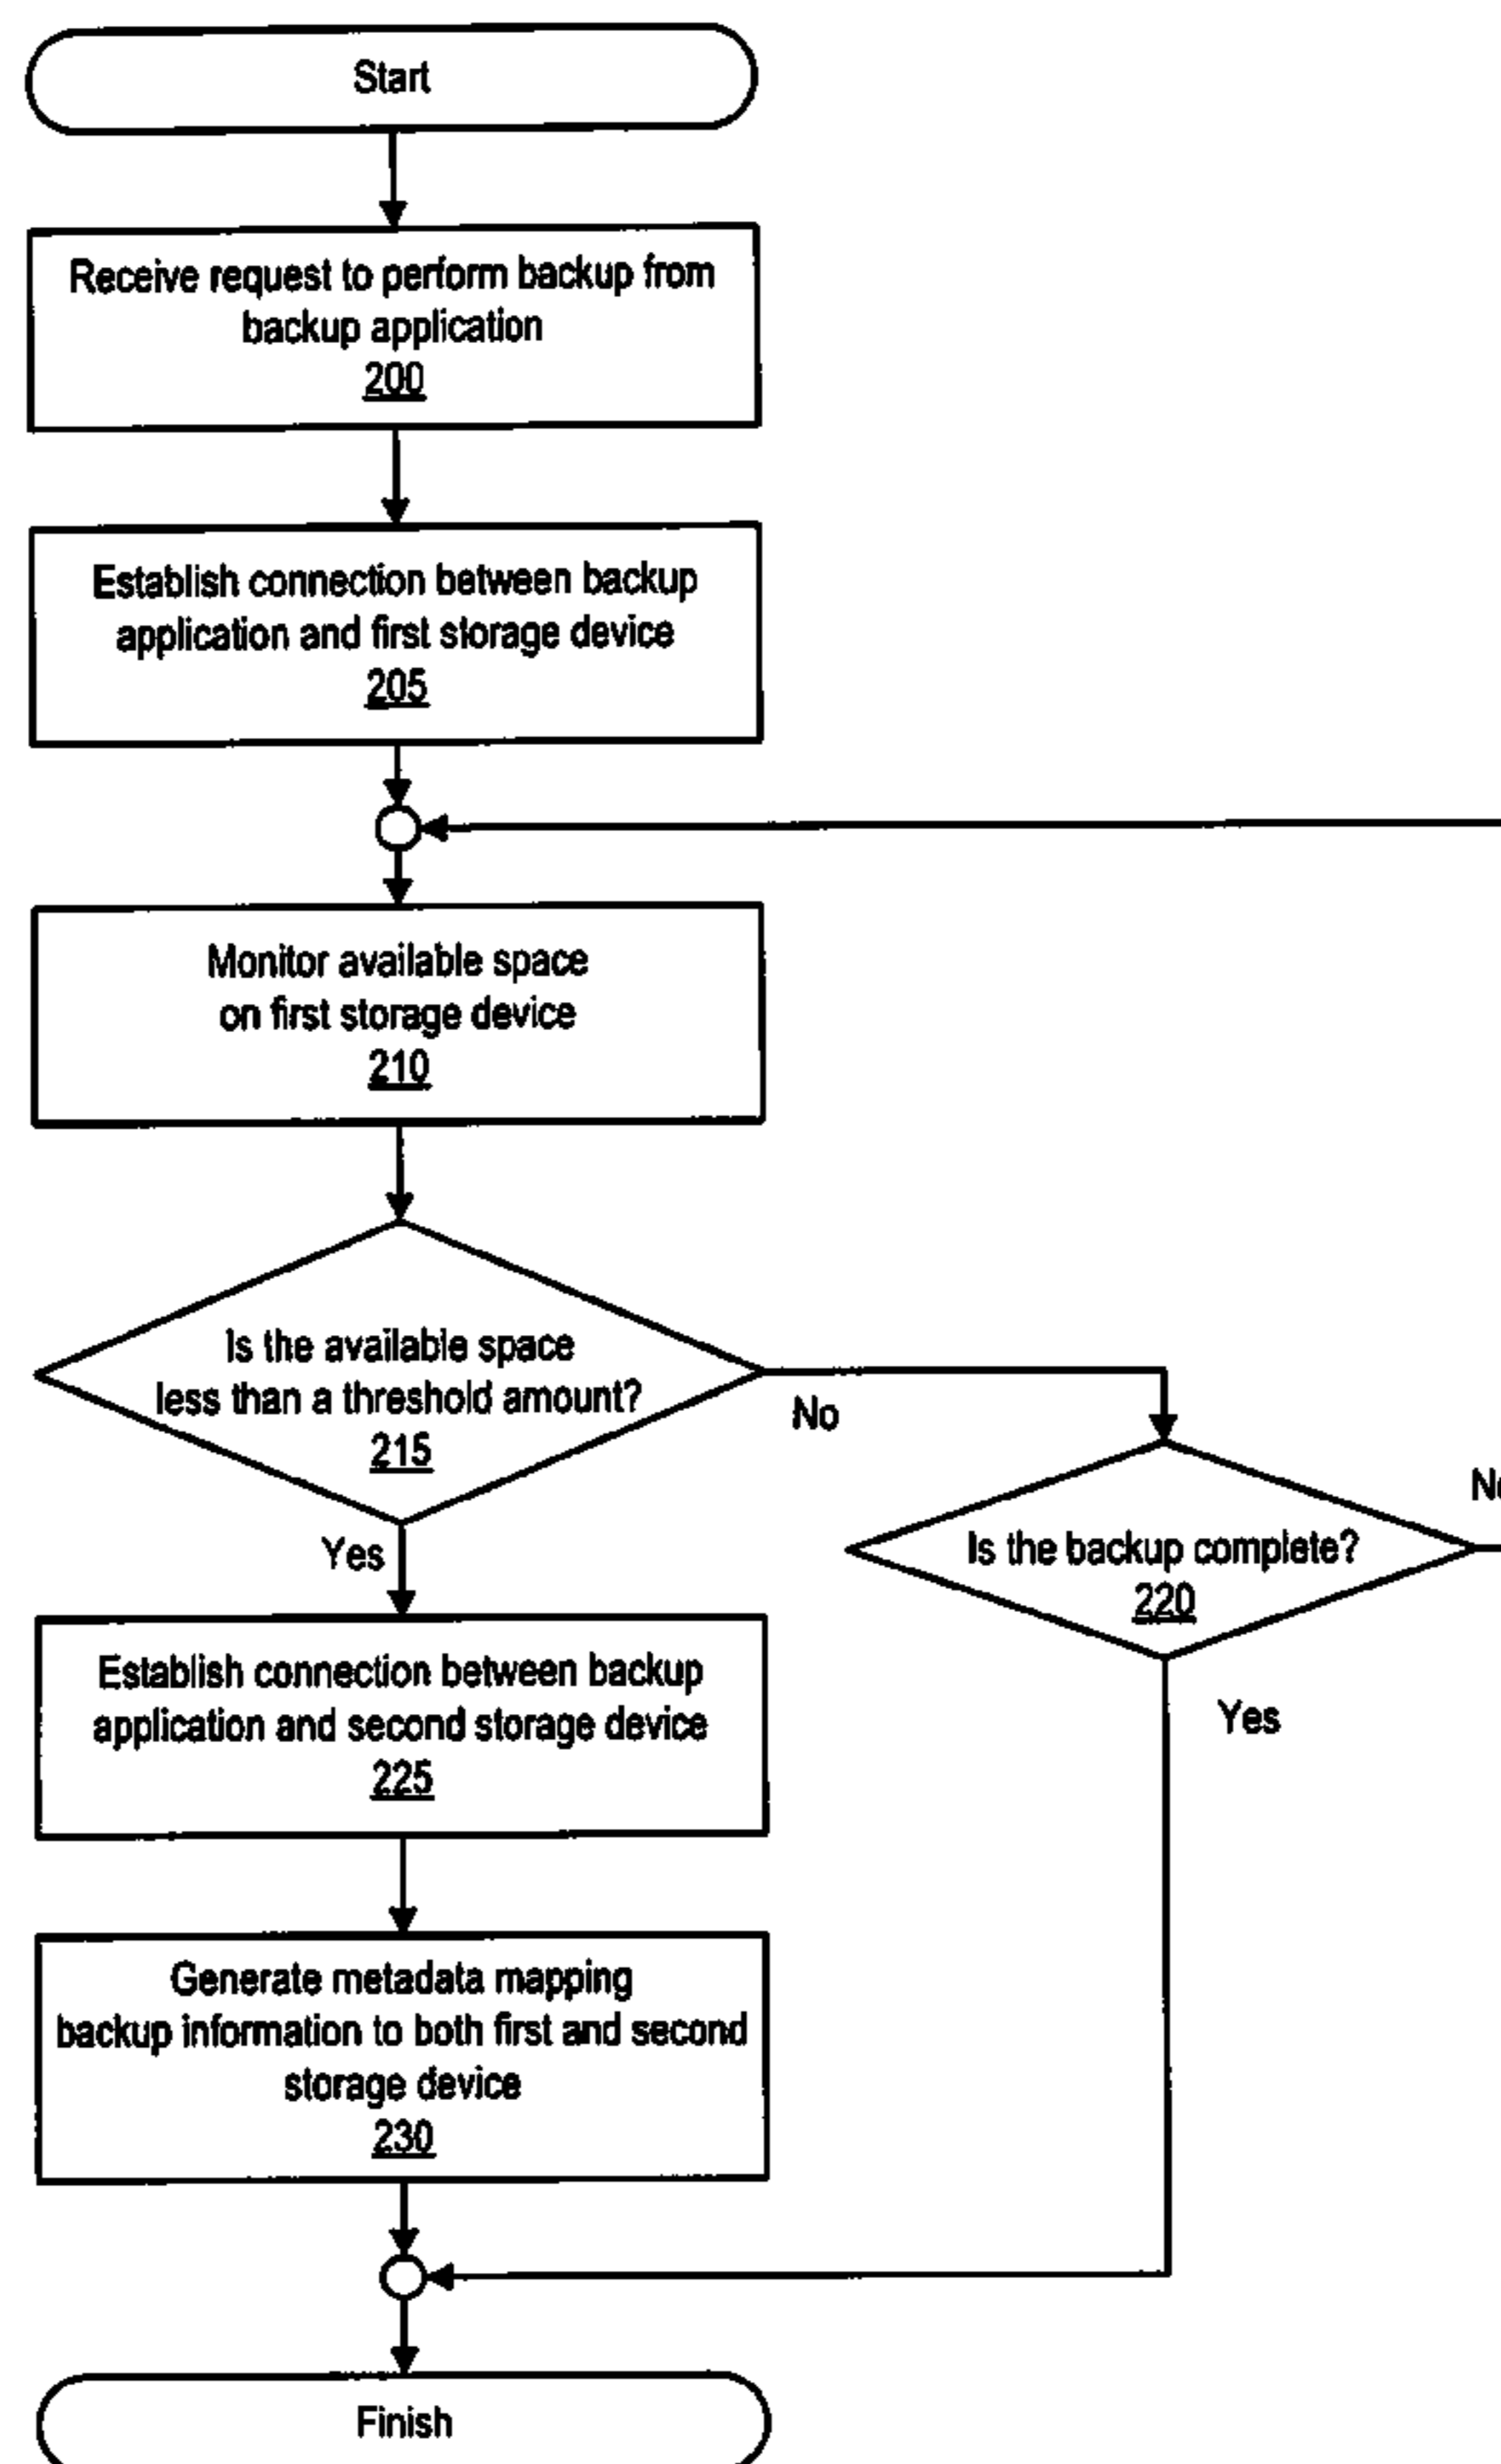 Start
Receive request to perform backup from
backup application
200
Establish connection between backup
application and first storage device
205
Monitor available space
on first storage device
210
Is the available space
less than a threshold amount?
215
No
Is the backup complete?
220
Yes
Yes
Establish connection between backup
application and second storage device
225
Generate metadata mapping
backup information to both first and second
storage device
230
Finish